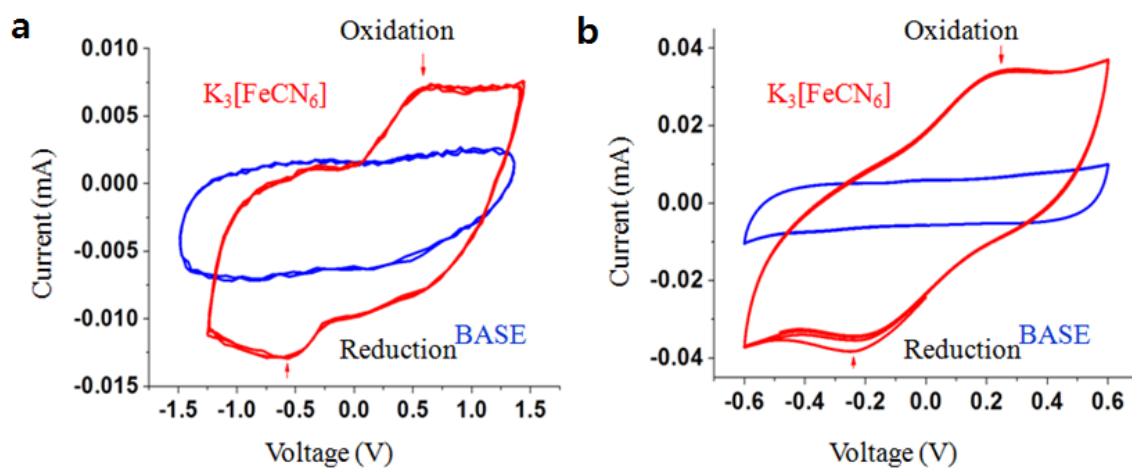 a
Oxidation
K3[FeCN6]
0.010
0.005
0.000
-0.005
-0.010
-0.015
Current (mA)
BASE
Reduction
-1.5 -1.0 -0.5 0.0 0.5 1.0 1.5
Voltage (V)
b
Oxidation
K3[FeCN6]
0.04
0.02
0.00
-0.02
-0.04
Current (mA)
BASE
Reduction
-0.6 -0.4 -0.2 0.0 0.2 0.4 0.6
Voltage (V)